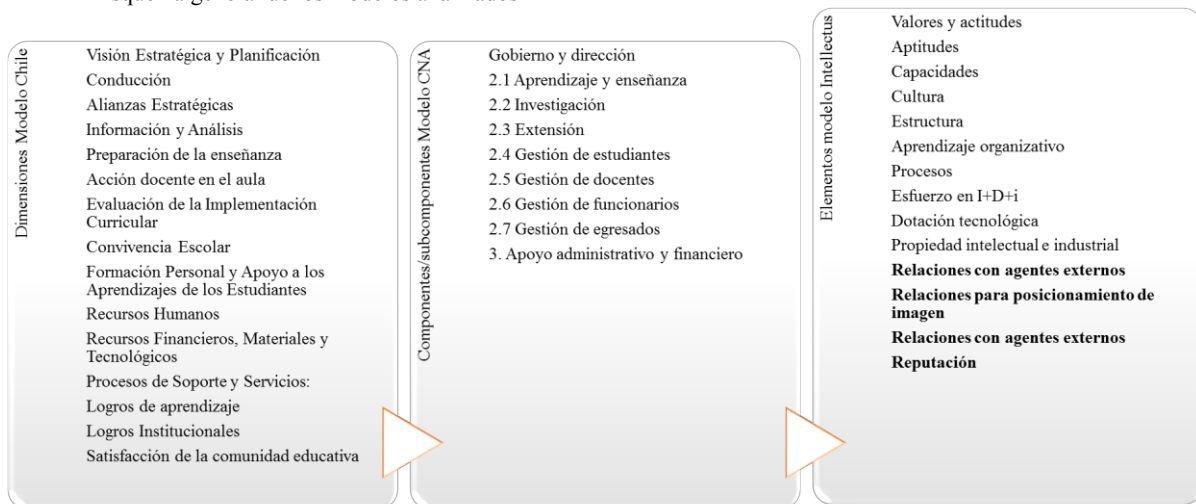 Dimensiones Modelo Chile
Visión Estratégica y Planificación
Conducción
Alianzas Estratégicas
Información y Análisis
Preparación de la enseñanza
Acción docente en el aula
Evaluación de la Implementación
Curricular
Convivencia Escolar
Formación Personal y Apoyo a los
Aprendizajes de los Estudiantes
Recursos Humanos
Recursos Financieros, Materiales y
Tecnológicos
Procesos de Soporte y Servicios:
Logros de aprendizaje
Logros Institucionales
Satisfacción de la comunidad educativa
Componentes/subcomponentes Modelo CNA
Gobierno y dirección
2.1 Aprendizaje y enseñanza
2.2 Investigación
2.3 Extensión
2.4 Gestión de estudiantes
2.5 Gestión de docentes
2.6 Gestión de funcionarios
2.7 Gestión de egresados
3. Apoyo administrativo y financiero
Elementos modelo Intellectus
Valores y actitudes
Aptitudes
Capacidades
Cultura
Estructura
Aprendizaje organizativo
Procesos
Esfuerzo en I+D+i
Dotación tecnológica
Propiedad intelectual e industrial
Relaciones con agentes externos
Relaciones para posicionamiento de
imagen
Relaciones con agentes externos
Reputación